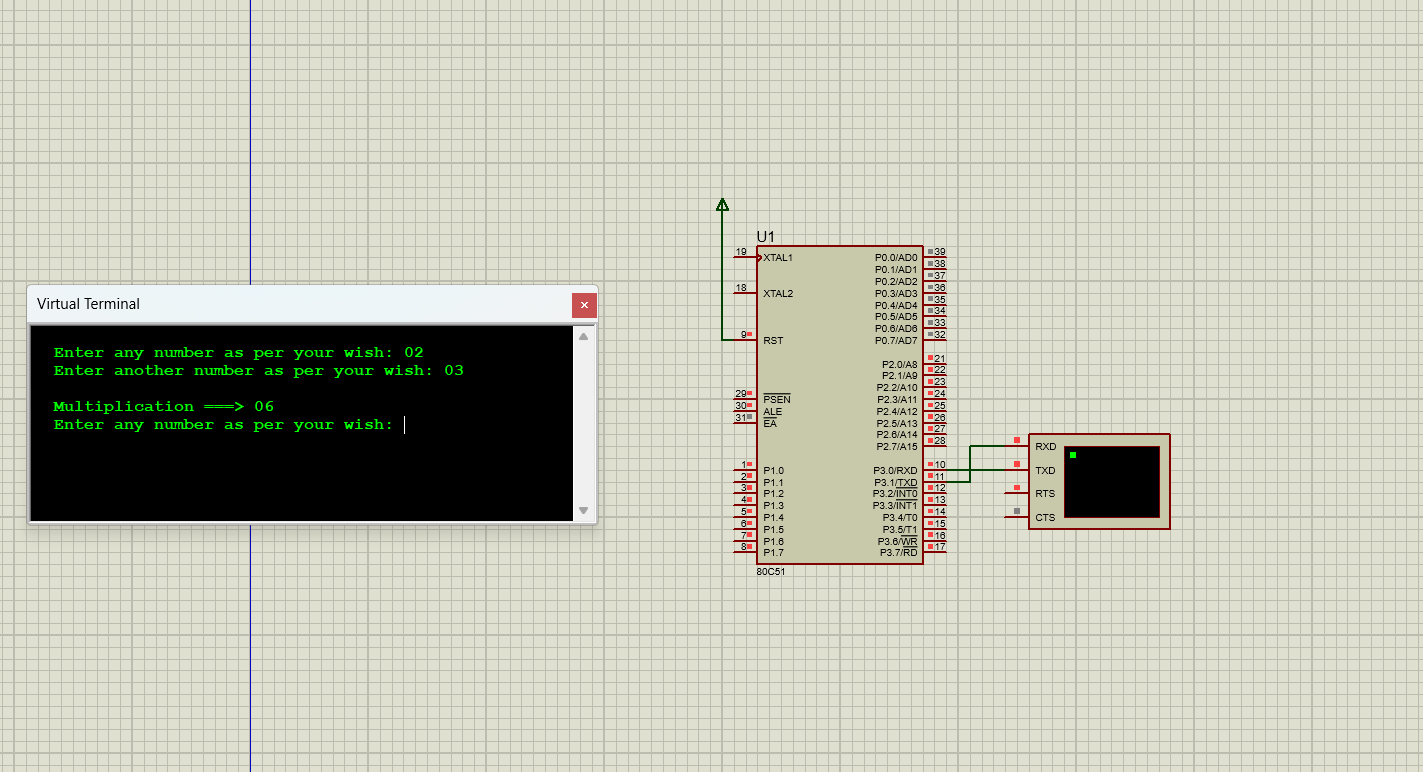 Virtual Terminal
Enter any number as per your wish: 02
Enter another number as per your wish: 03
Multiplication ===> 06
Enter any number as per your wish:
U1
19 XTAL1
18 XTAL2
9 RST
29 PSEN
30 ALE
31 EA
1 P1.0
2 P1.1
3 P1.2
4 P1.3
5 P1.4
6 P1.5
7 P1.6
8 P1.7
P0.0/AD0 39
P0.1/AD1 38
P0.2/AD2 37
P0.3/AD3 36
P0.4/AD4 35
P0.5/AD5 34
P0.6/AD6 33
P0.7/AD7 32
P2.0/A8 21
P2.1/A9 22
P2.2/A10 23
P2.3/A11 24
P2.4/A12 25
P2.5/A13 26
P2.6/A14 27
P2.7/A15 28
P3.0/RXD 10
P3.1/TXD 11
P3.2/INT0 12
P3.3/INT1 13
P3.4/T0 14
P3.5/T1 15
P3.6/WR 16
P3.7/RD 17
80C51
RXD
TXD
RTS
CTS